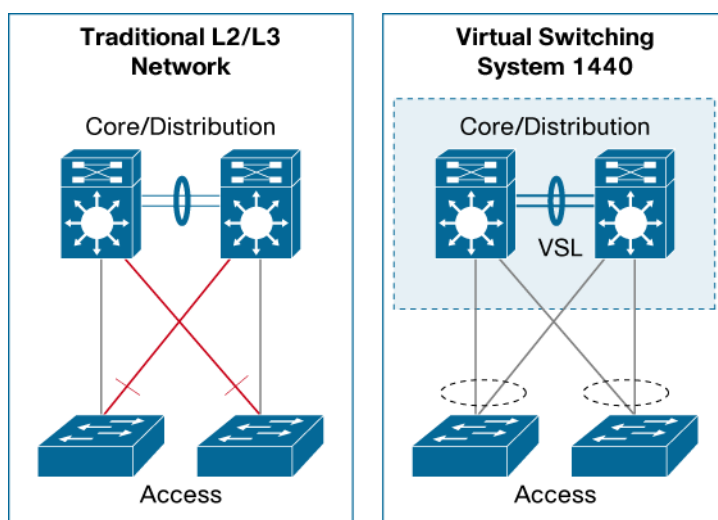 Traditional L2/L3
Network
Core/Distribution
Access
Virtual Switching
System 1440
Core/Distribution
VSL
Access